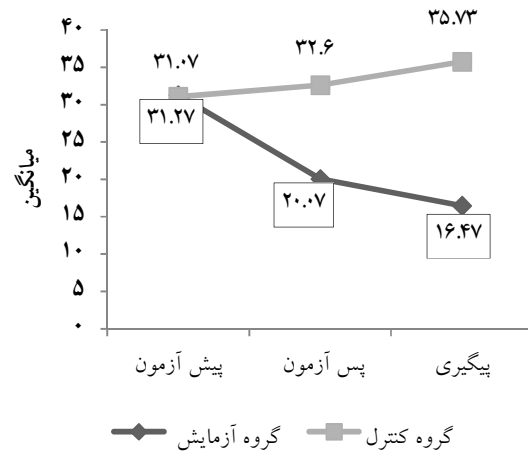 ۴۰
۳۵
۳۰
۲۵
۲۰
۱۵
۱۰
۵
۰
میانگین
۳۱.۰۷
۳۲.۶
۳۵.۷۳
۳۱.۲۷
۲۰.۰۷
۱۶.۴۷
پیش آزمون
پس آزمون
پیگیری
گروه آزمایش
گروه کنترل